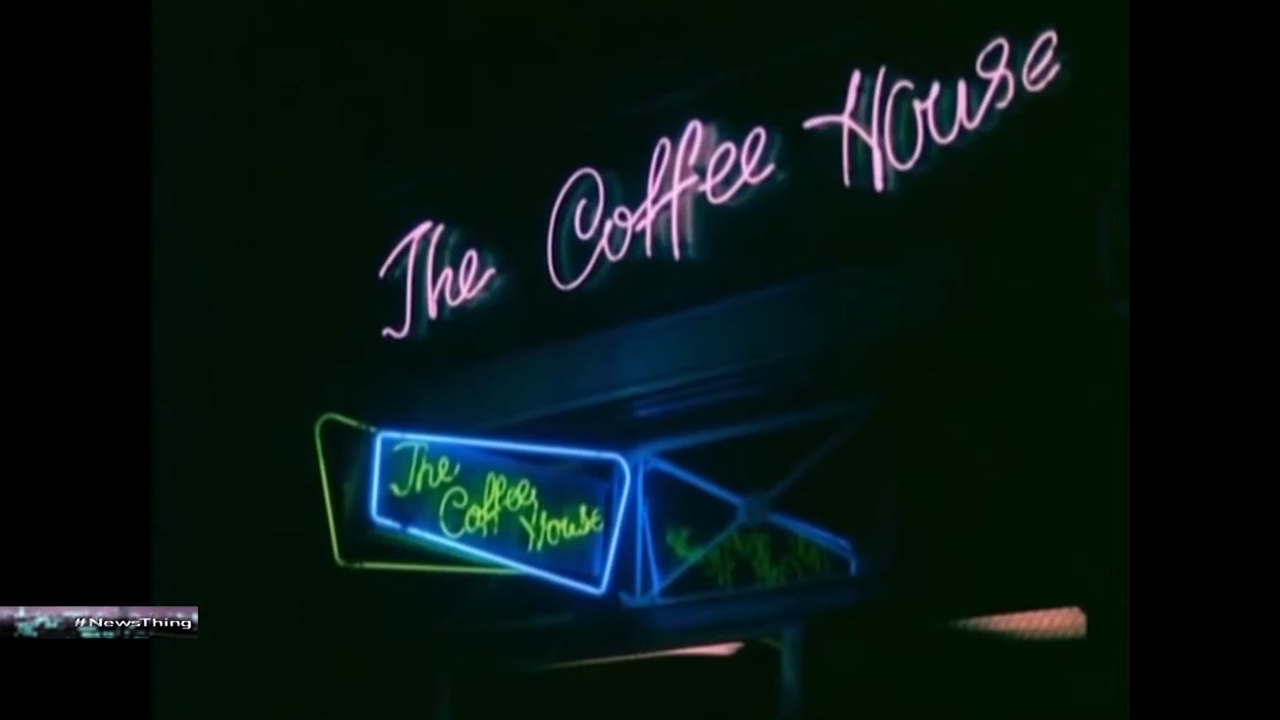 The Coffee House
The
Coffee
House
#NewsThing